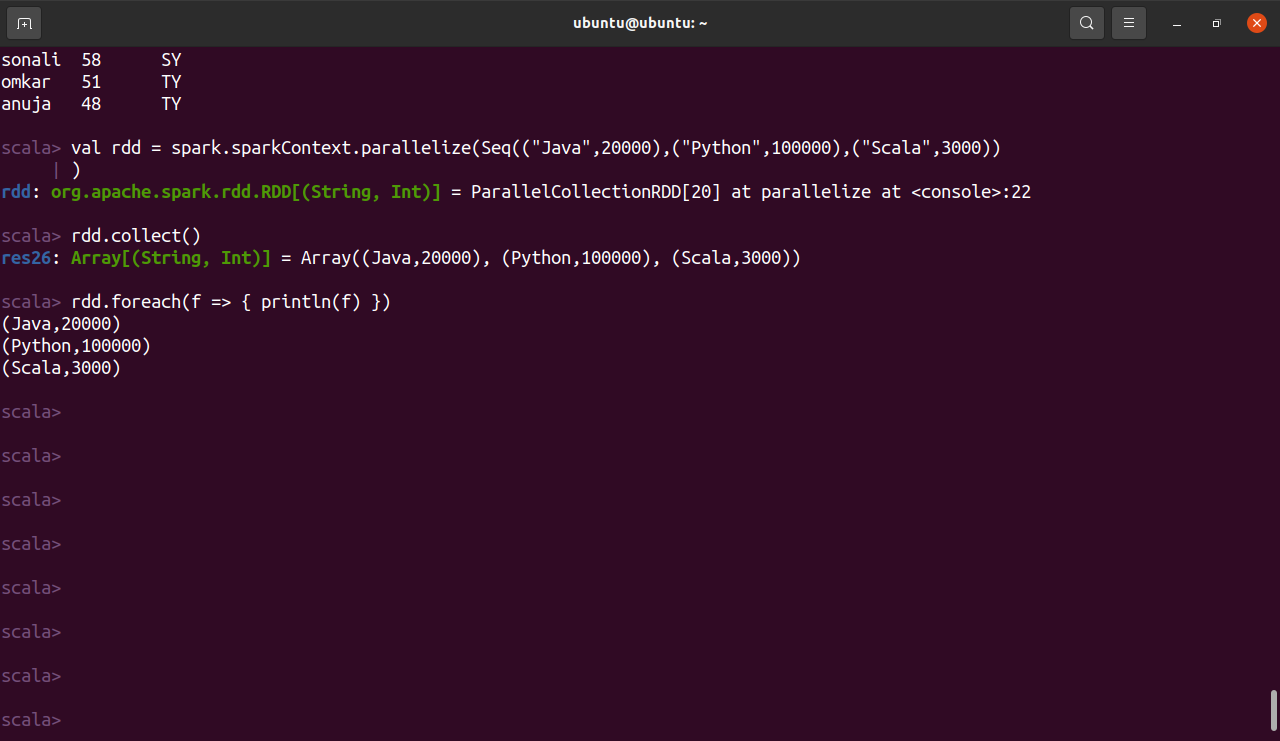 ubuntu@ubuntu: ~
sonali  58      SY
omkar   51      TY
anuja   48      TY
scala> val rdd = spark.sparkContext.parallelize(Seq(("Java",20000),("Python",100000),("Scala",3000))
     | )
rdd: org.apache.spark.rdd.RDD[(String, Int)] = ParallelCollectionRDD[20] at parallelize at <console>:22
scala> rdd.collect()
res26: Array[(String, Int)] = Array((Java,20000), (Python,100000), (Scala,3000))
scala> rdd.foreach(f => { println(f) })
(Java,20000)
(Python,100000)
(Scala,3000)
scala>
scala>
scala>
scala>
scala>
scala>
scala>
scala>